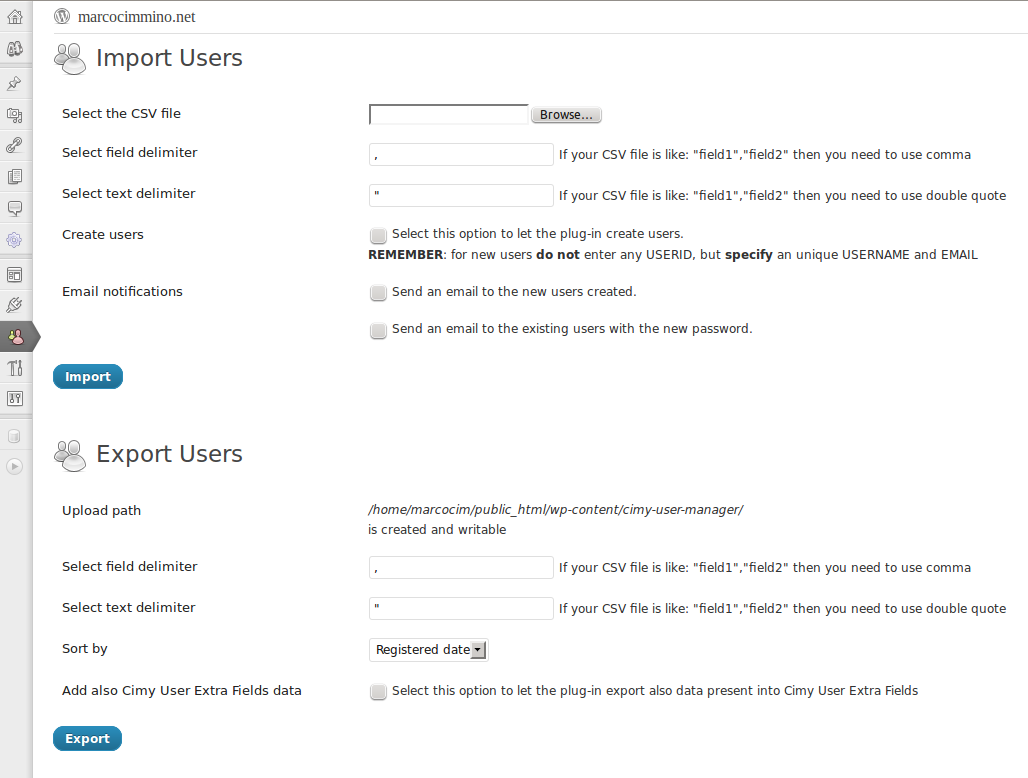 marcocimmino.net
Import Users
Select the CSV file Browse...
Select field delimiter , If your CSV file is like: "field1","field2" then you need to use comma
Select text delimiter " If your CSV file is like: "field1","field2" then you need to use double quote
Create users Select this option to let the plug-in create users.
REMEMBER: for new users do not enter any USERID, but specify an unique USERNAME and EMAIL
Email notifications Send an email to the new users created.
Send an email to the existing users with the new password.
Import
Export Users
Upload path /home/marcocim/public_html/wp-content/cimy-user-manager/
is created and writable
Select field delimiter , If your CSV file is like: "field1","field2" then you need to use comma
Select text delimiter " If your CSV file is like: "field1","field2" then you need to use double quote
Sort by Registered date
Add also Cimy User Extra Fields data Select this option to let the plug-in export also data present into Cimy User Extra Fields
Export